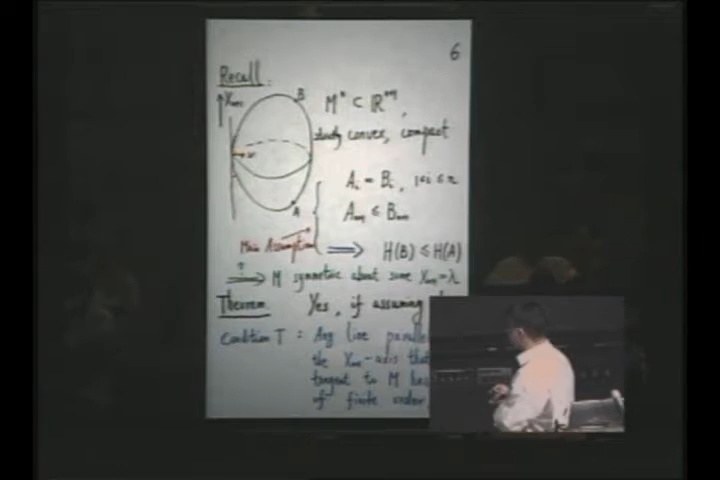 6
Recall:
X_{n+1}
B
M^n ⊂ R^{n+1},
convex, compact
A_i = B_i, 1≤i≤n
A
A_{n+1} ≤ B_{n+1}
Main Assumption ⟹ H(B) ≤ H(A)
? ⟹ M symmetric about some X_{n+1}=λ
Theorem Yes, if assuming
Condition T = Any line
the X_{n+1}-axis that
tangent to M has
of finite order